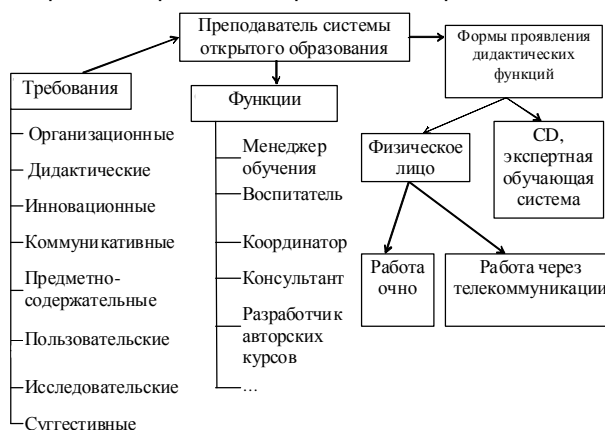 Преподаватель системы
открытого образования
Требования
Организационные
Дидактические
Инновационные
Коммуникативные
Предметно-
содержательные
Пользовательские
Исследовательские
Суггестивные
Функции
Менеджер
обучения
Воспитатель
Координатор
Консультант
Разработчик
авторских
курсов
...
Формы проявления
дидактических
функций
Физическое
лицо
CD,
экспертная
обучающая
система
Работа
очно
Работа через
телекоммуникации